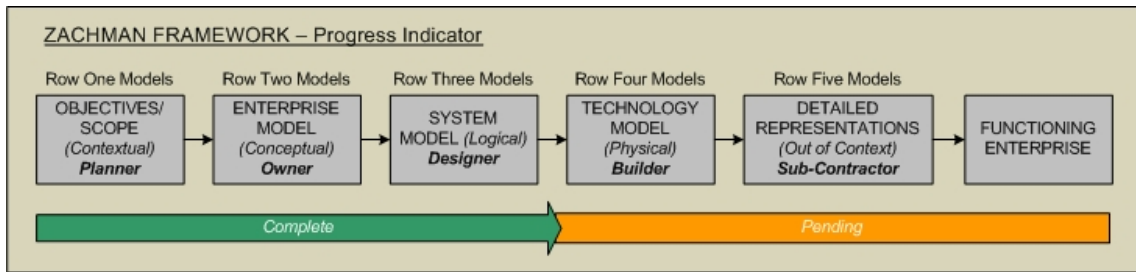 ZACHMAN FRAMEWORK – Progress Indicator
Row One Models
Row Two Models
Row Three Models
Row Four Models
Row Five Models
OBJECTIVES/
SCOPE
(Contextual)
Planner
ENTERPRISE
MODEL
(Conceptual)
Owner
SYSTEM
MODEL (Logical)
Designer
TECHNOLOGY
MODEL
(Physical)
Builder
DETAILED
REPRESENTATIONS
(Out of Context)
Sub-Contractor
FUNCTIONING
ENTERPRISE
Complete
Pending